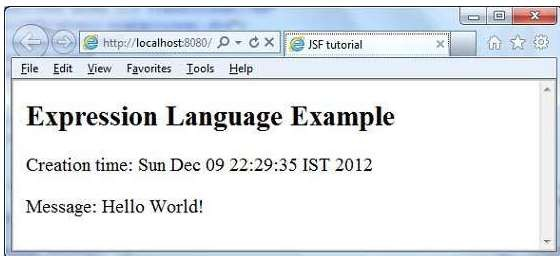 http://localhost:8080/
JSF tutorial
File Edit View Favorites Tools Help
Expression Language Example
Creation time: Sun Dec 09 22:29:35 IST 2012
Message: Hello World!